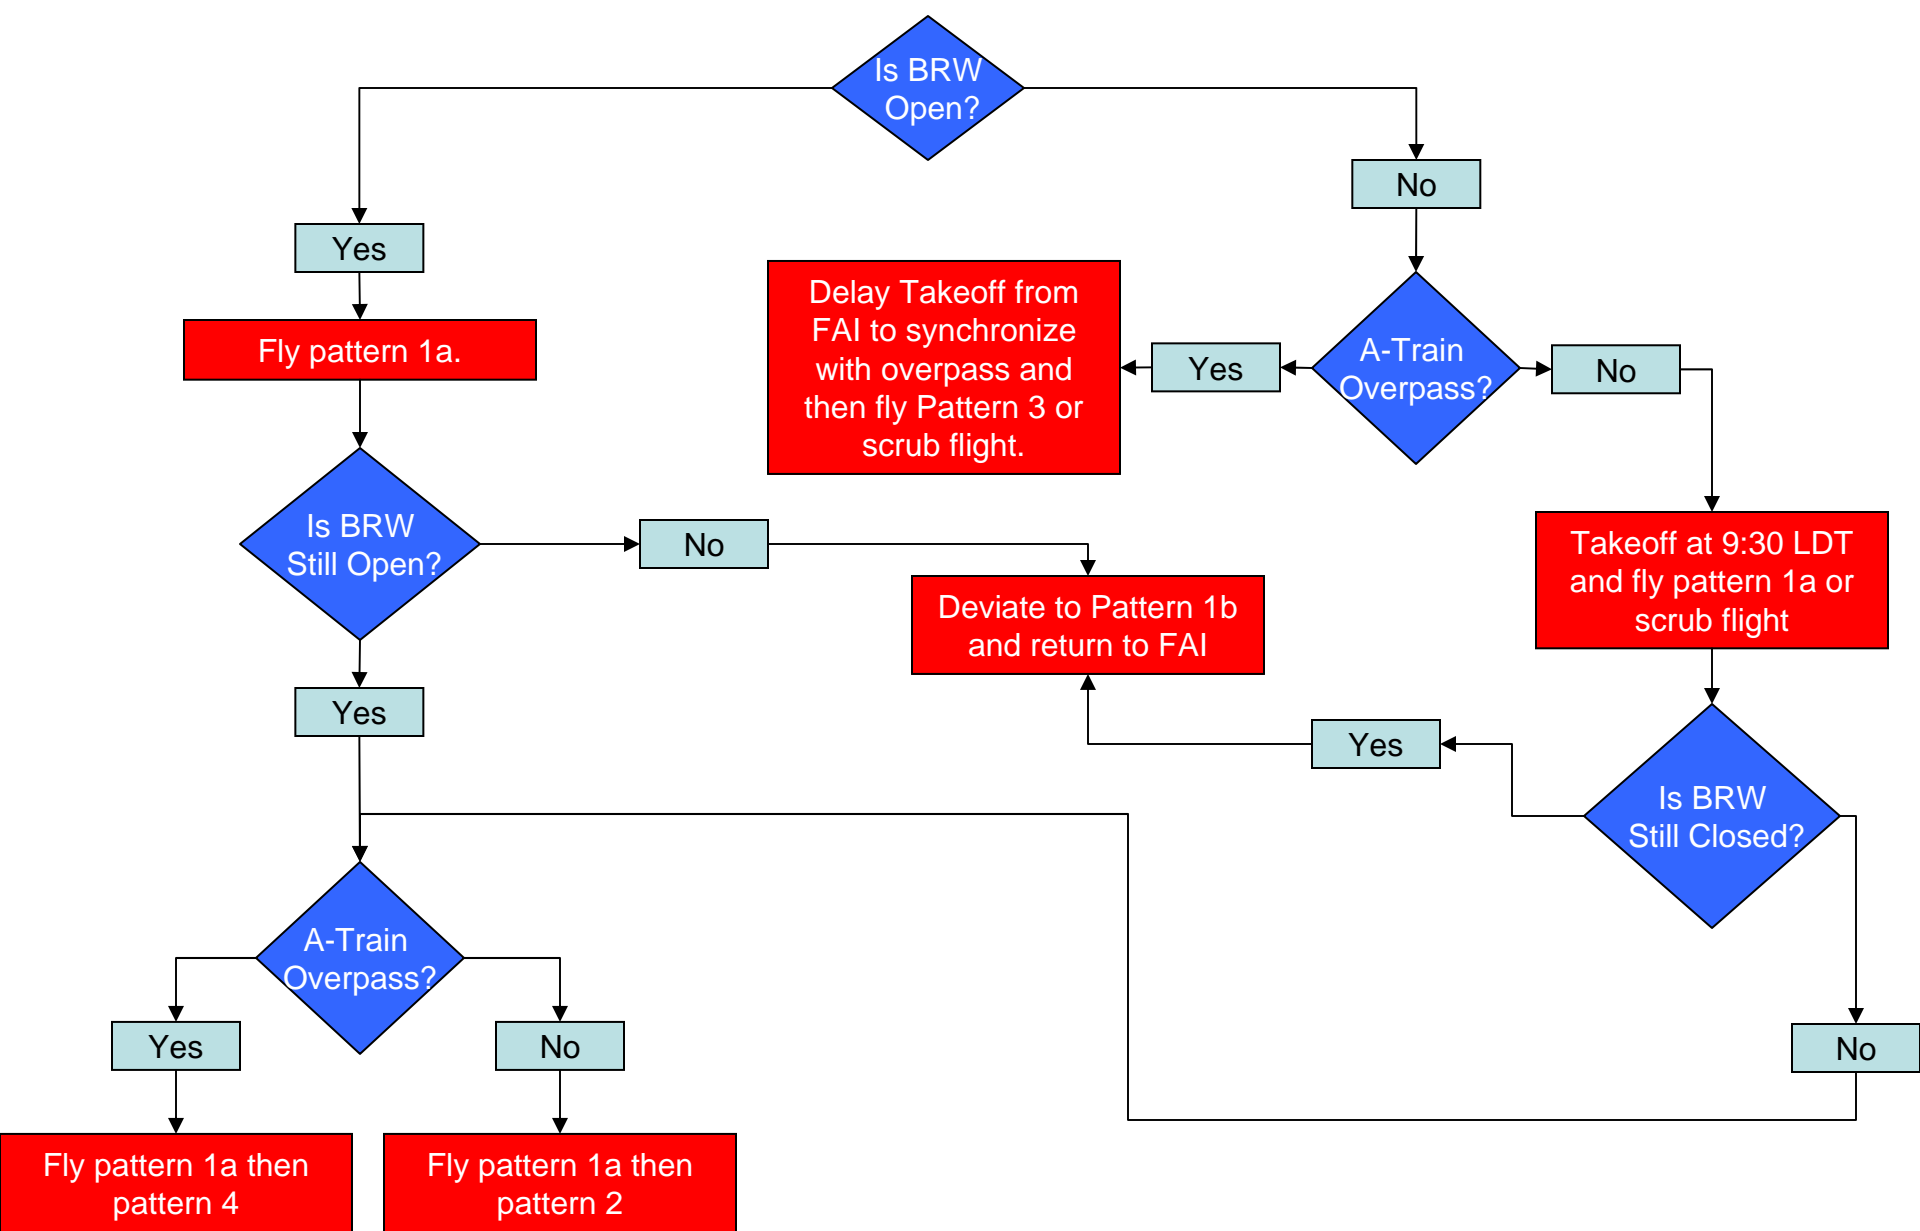 Is BRW
Open?
No
Yes
Delay Takeoff from
FAI to synchronize
with overpass and
then fly Pattern 3 or
scrub flight.
Yes
A-Train
Overpass?
No
Fly pattern 1a.
Is BRW
Still Open?
No
Takeoff at 9:30 LDT
and fly pattern 1a or
scrub flight
Deviate to Pattern 1b
and return to FAI
Yes
Yes
Is BRW
Still Closed?
A-Train
Overpass?
Yes
No
No
Fly pattern 1a then
pattern 4
Fly pattern 1a then
pattern 2